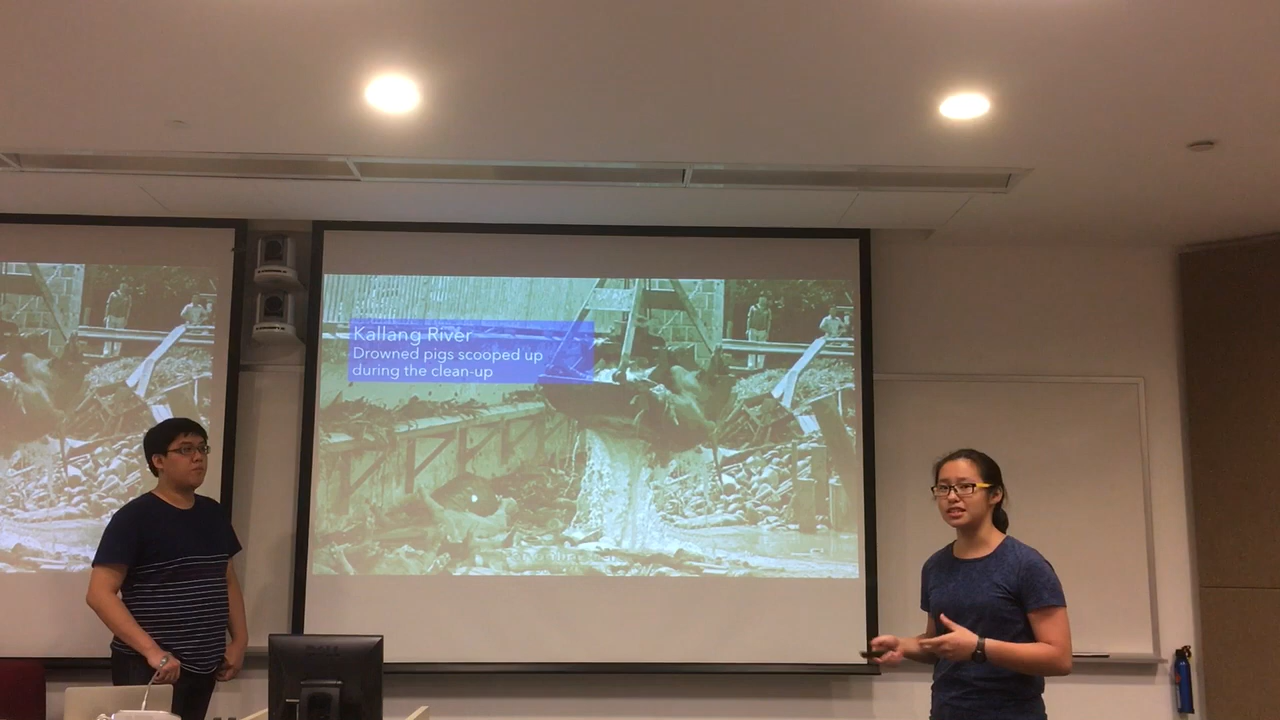 Kallang River
Drowned pigs scooped up
during the clean-up